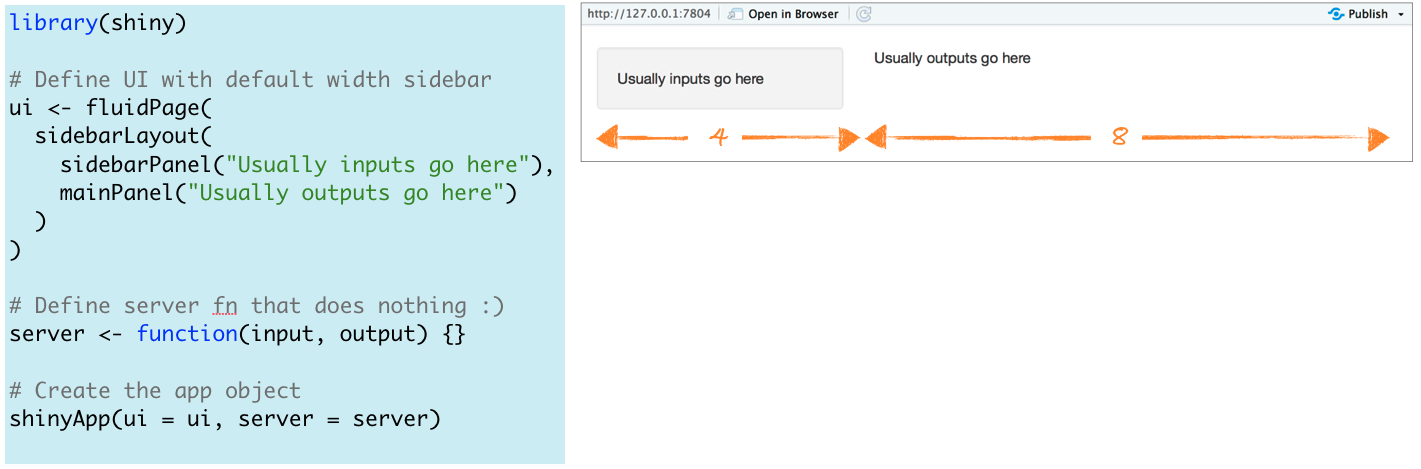 library(shiny)

# Define UI with default width sidebar
ui <- fluidPage(
  sidebarLayout(
    sidebarPanel("Usually inputs go here"),
    mainPanel("Usually outputs go here")
  )
)

# Define server fn that does nothing :)
server <- function(input, output) {}

# Create the app object
shinyApp(ui = ui, server = server)

http://127.0.0.1:7804 Open in Browser Publish
Usually outputs go here
Usually inputs go here
4 8